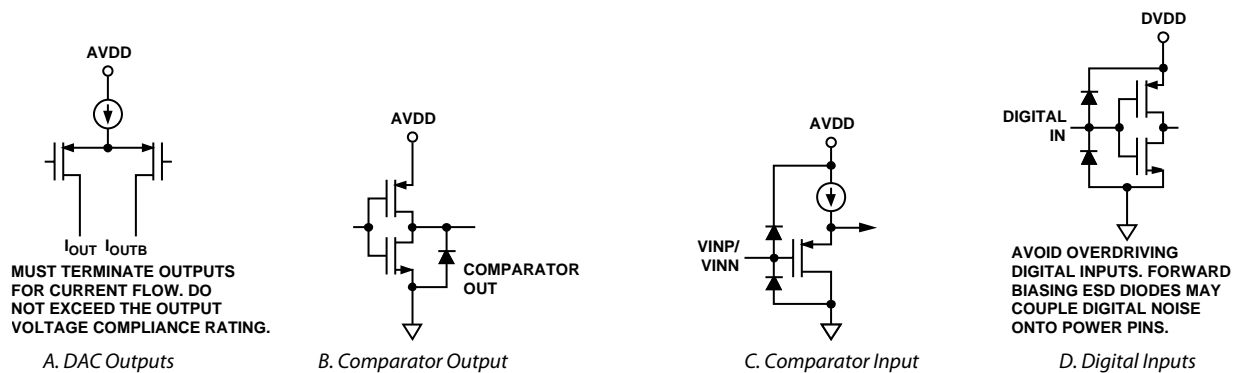 AVDD
I_OUT I_OUTB
MUST TERMINATE OUTPUTS
FOR CURRENT FLOW. DO
NOT EXCEED THE OUTPUT
VOLTAGE COMPLIANCE RATING.
A. DAC Outputs
AVDD
COMPARATOR
OUT
B. Comparator Output
AVDD
VINP/
VINN
C. Comparator Input
DVDD
DIGITAL
IN
AVOID OVERDRIVING
DIGITAL INPUTS. FORWARD
BIASING ESD DIODES MAY
COUPLE DIGITAL NOISE
ONTO POWER PINS.
D. Digital Inputs